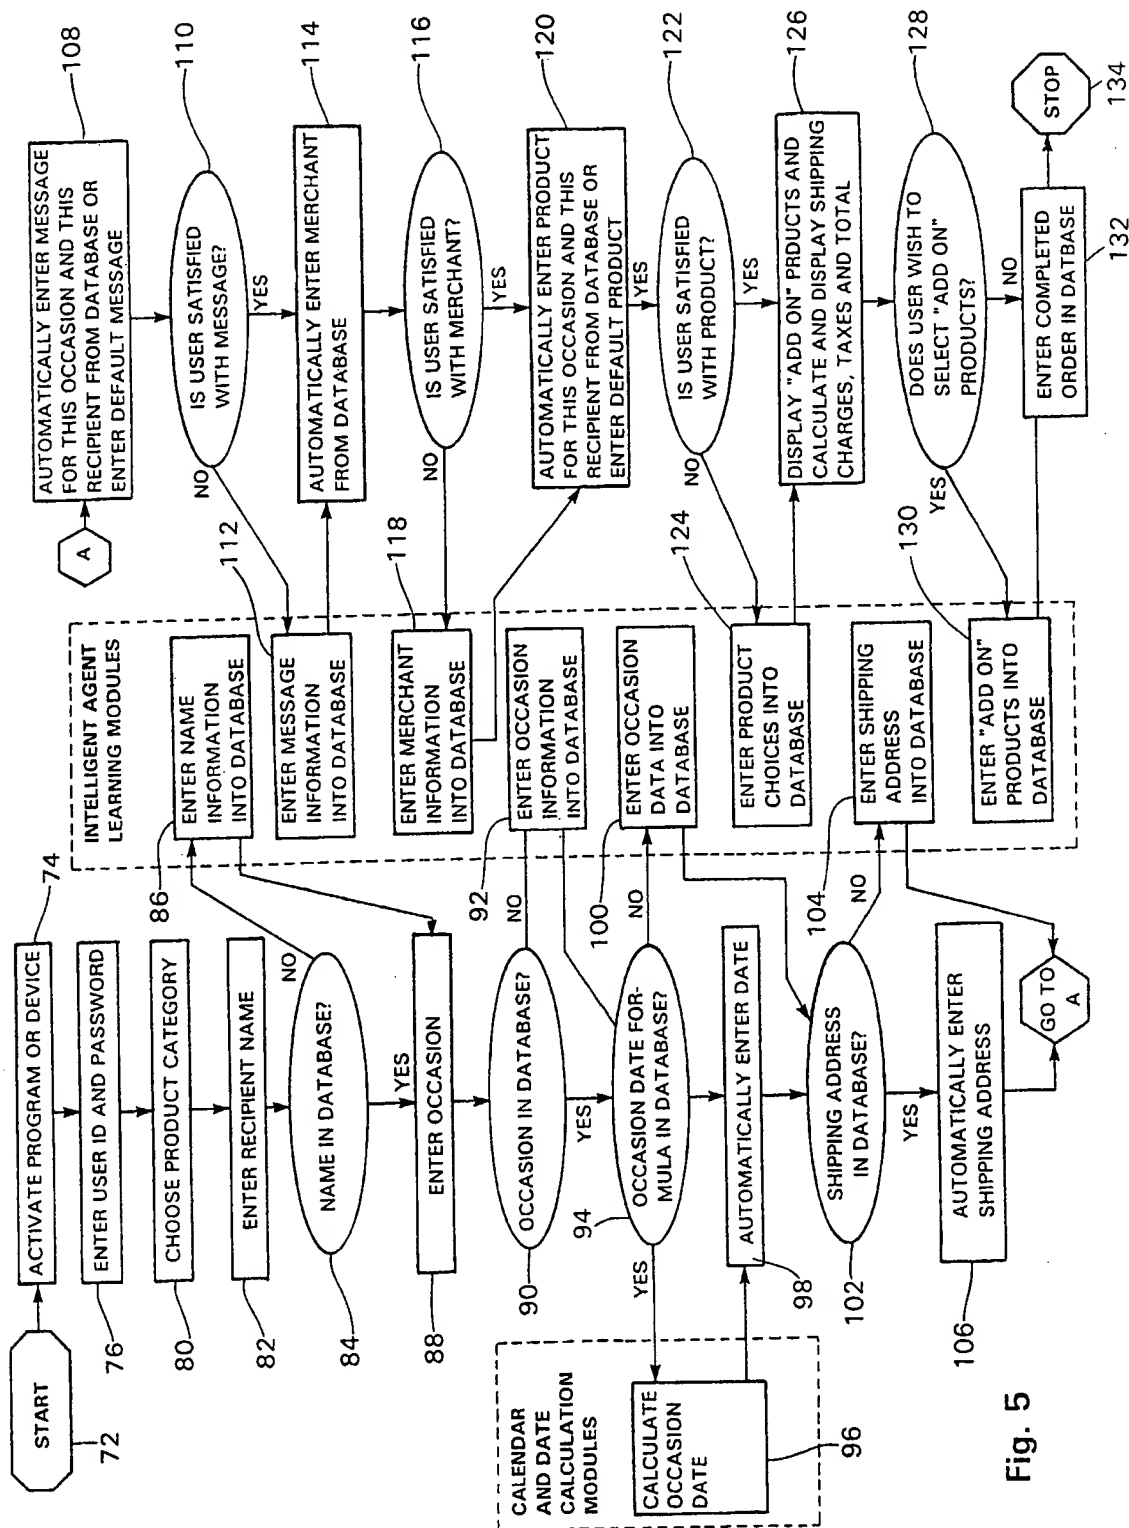 START
72
ACTIVATE PROGRAM OR DEVICE
74
ENTER USER ID AND PASSWORD
76
CHOOSE PRODUCT CATEGORY
80
ENTER RECIPIENT NAME
82
NAME IN DATABASE?
84
NO
YES
ENTER OCCASION
88
OCCASION IN DATABASE?
90
NO
YES
OCCASION DATE FOR-
MULA IN DATABASE?
94
NO
YES
CALENDAR
AND DATE
CALCULATION
MODULES
CALCULATE
OCCASION
DATE
96
AUTOMATICALLY ENTER DATE
98
SHIPPING ADDRESS
IN DATABASE?
102
NO
YES
AUTOMATICALLY ENTER
SHIPPING ADDRESS
106
GO TO
A
INTELLIGENT AGENT
LEARNING MODULES
86
ENTER NAME
INFORMATION
INTO DATABASE
112
ENTER MESSAGE
INFORMATION
INTO DATABASE
118
ENTER MERCHANT
INFORMATION
INTO DATABASE
92
ENTER OCCASION
INFORMATION
INTO DATABASE
100
ENTER OCCASION
DATA INTO
DATABASE
124
ENTER PRODUCT
CHOICES INTO
DATABASE
104
ENTER SHIPPING
ADDRESS
INTO DATABASE
130
ENTER "ADD ON"
PRODUCTS INTO
DATABASE
A
AUTOMATICALLY ENTER MESSAGE
FOR THIS OCCASION AND THIS
RECIPIENT FROM DATABASE OR
ENTER DEFAULT MESSAGE
108
IS USER SATISFIED
WITH MESSAGE?
110
NO
YES
AUTOMATICALLY ENTER MERCHANT
FROM DATABASE
114
IS USER SATISFIED
WITH MERCHANT?
116
NO
YES
AUTOMATICALLY ENTER PRODUCT
FOR THIS OCCASION AND THIS
RECIPIENT FROM DATABASE OR
ENTER DEFAULT PRODUCT
120
YES
IS USER SATISFIED
WITH PRODUCT?
122
NO
YES
DISPLAY "ADD ON" PRODUCTS AND
CALCULATE AND DISPLAY SHIPPING
CHARGES, TAXES AND TOTAL
126
DOES USER WISH TO
SELECT "ADD ON"
PRODUCTS?
128
YES
NO
ENTER COMPLETED
ORDER IN DATBASE
132
STOP
134
Fig. 5